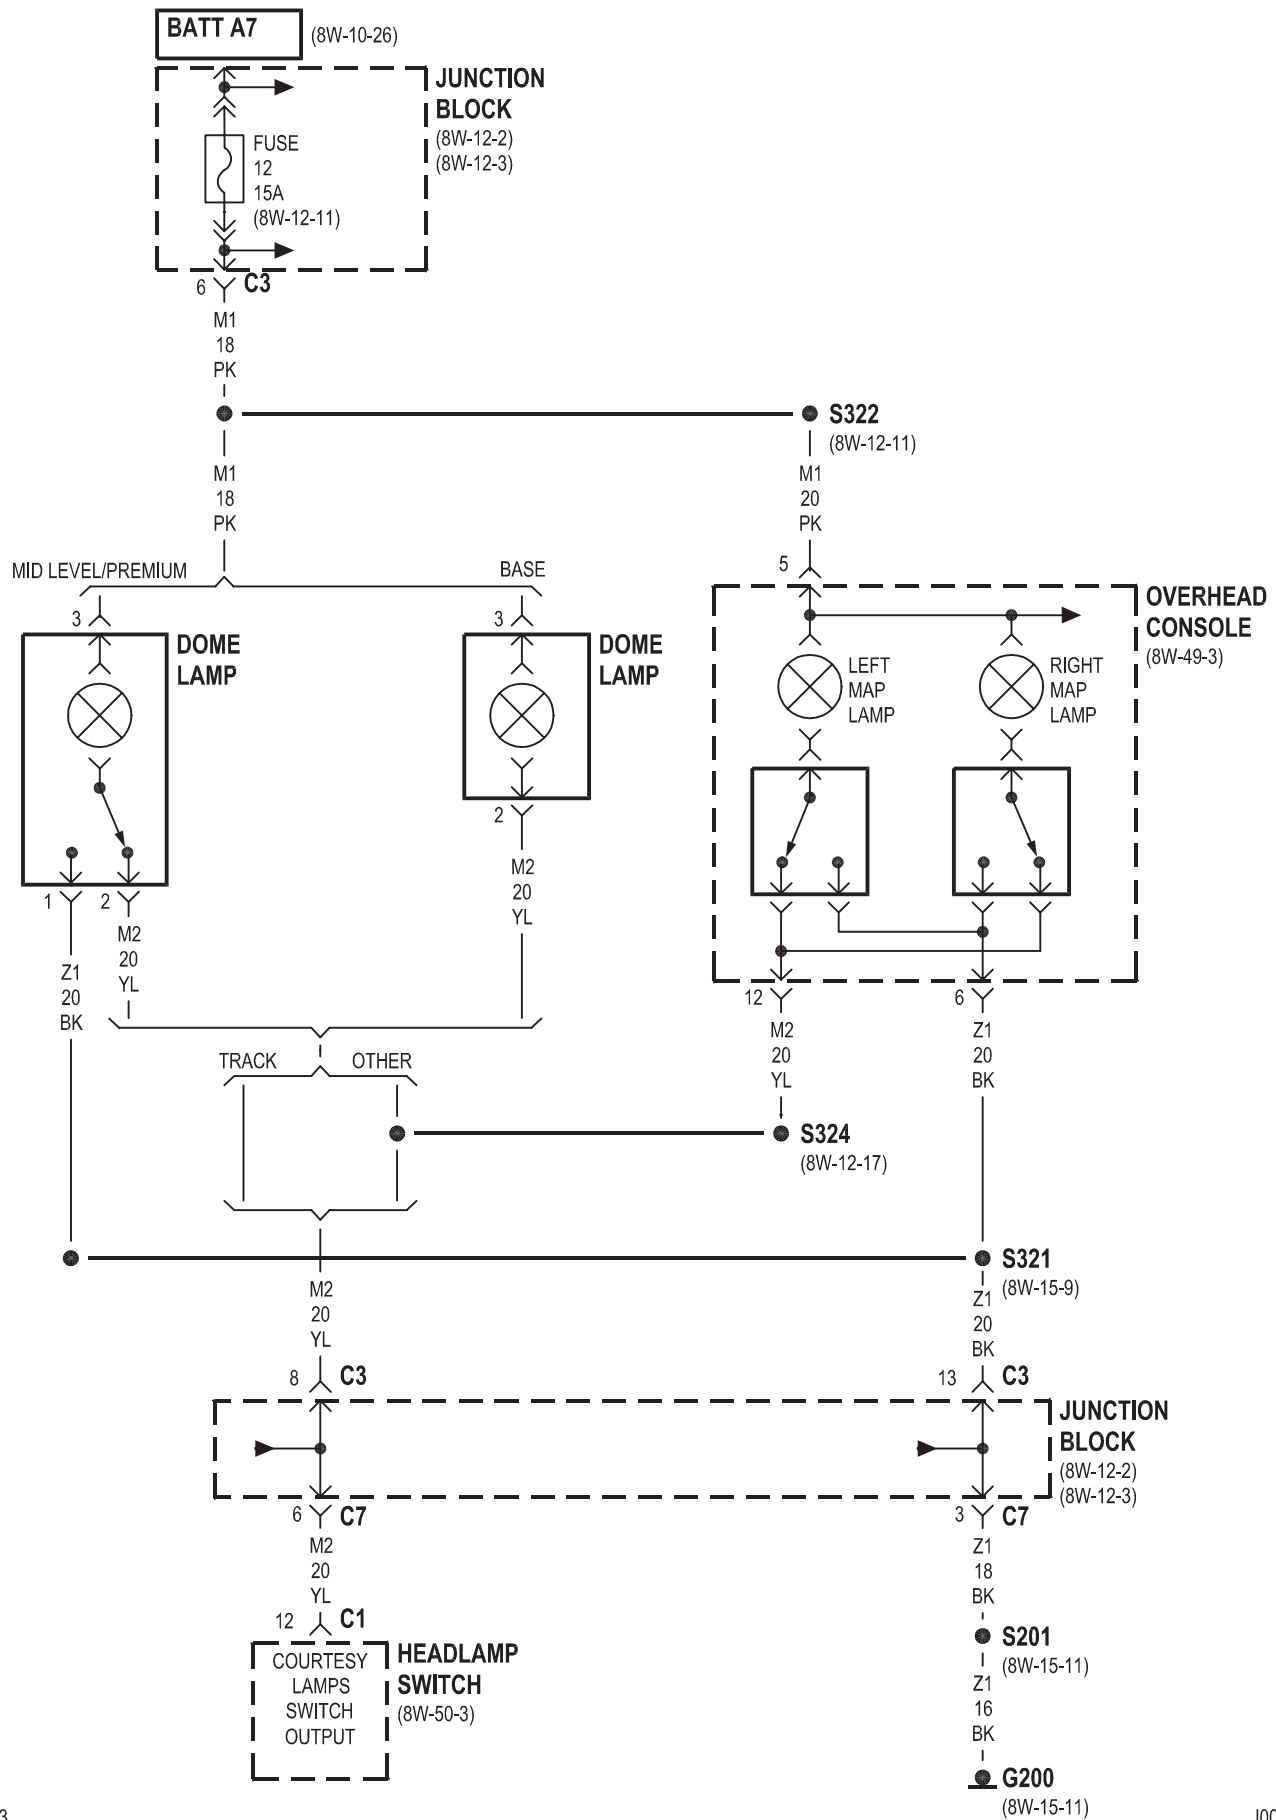 BATT A7
(8W-10-26)
JUNCTION
BLOCK
(8W-12-2)
(8W-12-3)
FUSE
12
15A
(8W-12-11)
6
C3
M1
18
PK
S322
(8W-12-11)
M1
18
PK
M1
20
PK
MID LEVEL/PREMIUM
BASE
5
3
DOME
LAMP
3
DOME
LAMP
OVERHEAD
CONSOLE
(8W-49-3)
LEFT
MAP
LAMP
RIGHT
MAP
LAMP
2
M2
20
YL
1
2
M2
20
YL
Z1
20
BK
12
6
M2
20
YL
Z1
20
BK
TRACK
OTHER
S324
(8W-12-17)
S321
(8W-15-9)
M2
20
YL
Z1
20
BK
8
C3
13
C3
JUNCTION
BLOCK
(8W-12-2)
(8W-12-3)
6
C7
3
C7
M2
20
YL
Z1
18
BK
12
C1
S201
(8W-15-11)
COURTESY
LAMPS
SWITCH
OUTPUT
HEADLAMP
SWITCH
(8W-50-3)
Z1
16
BK
G200
(8W-15-11)
3
J00